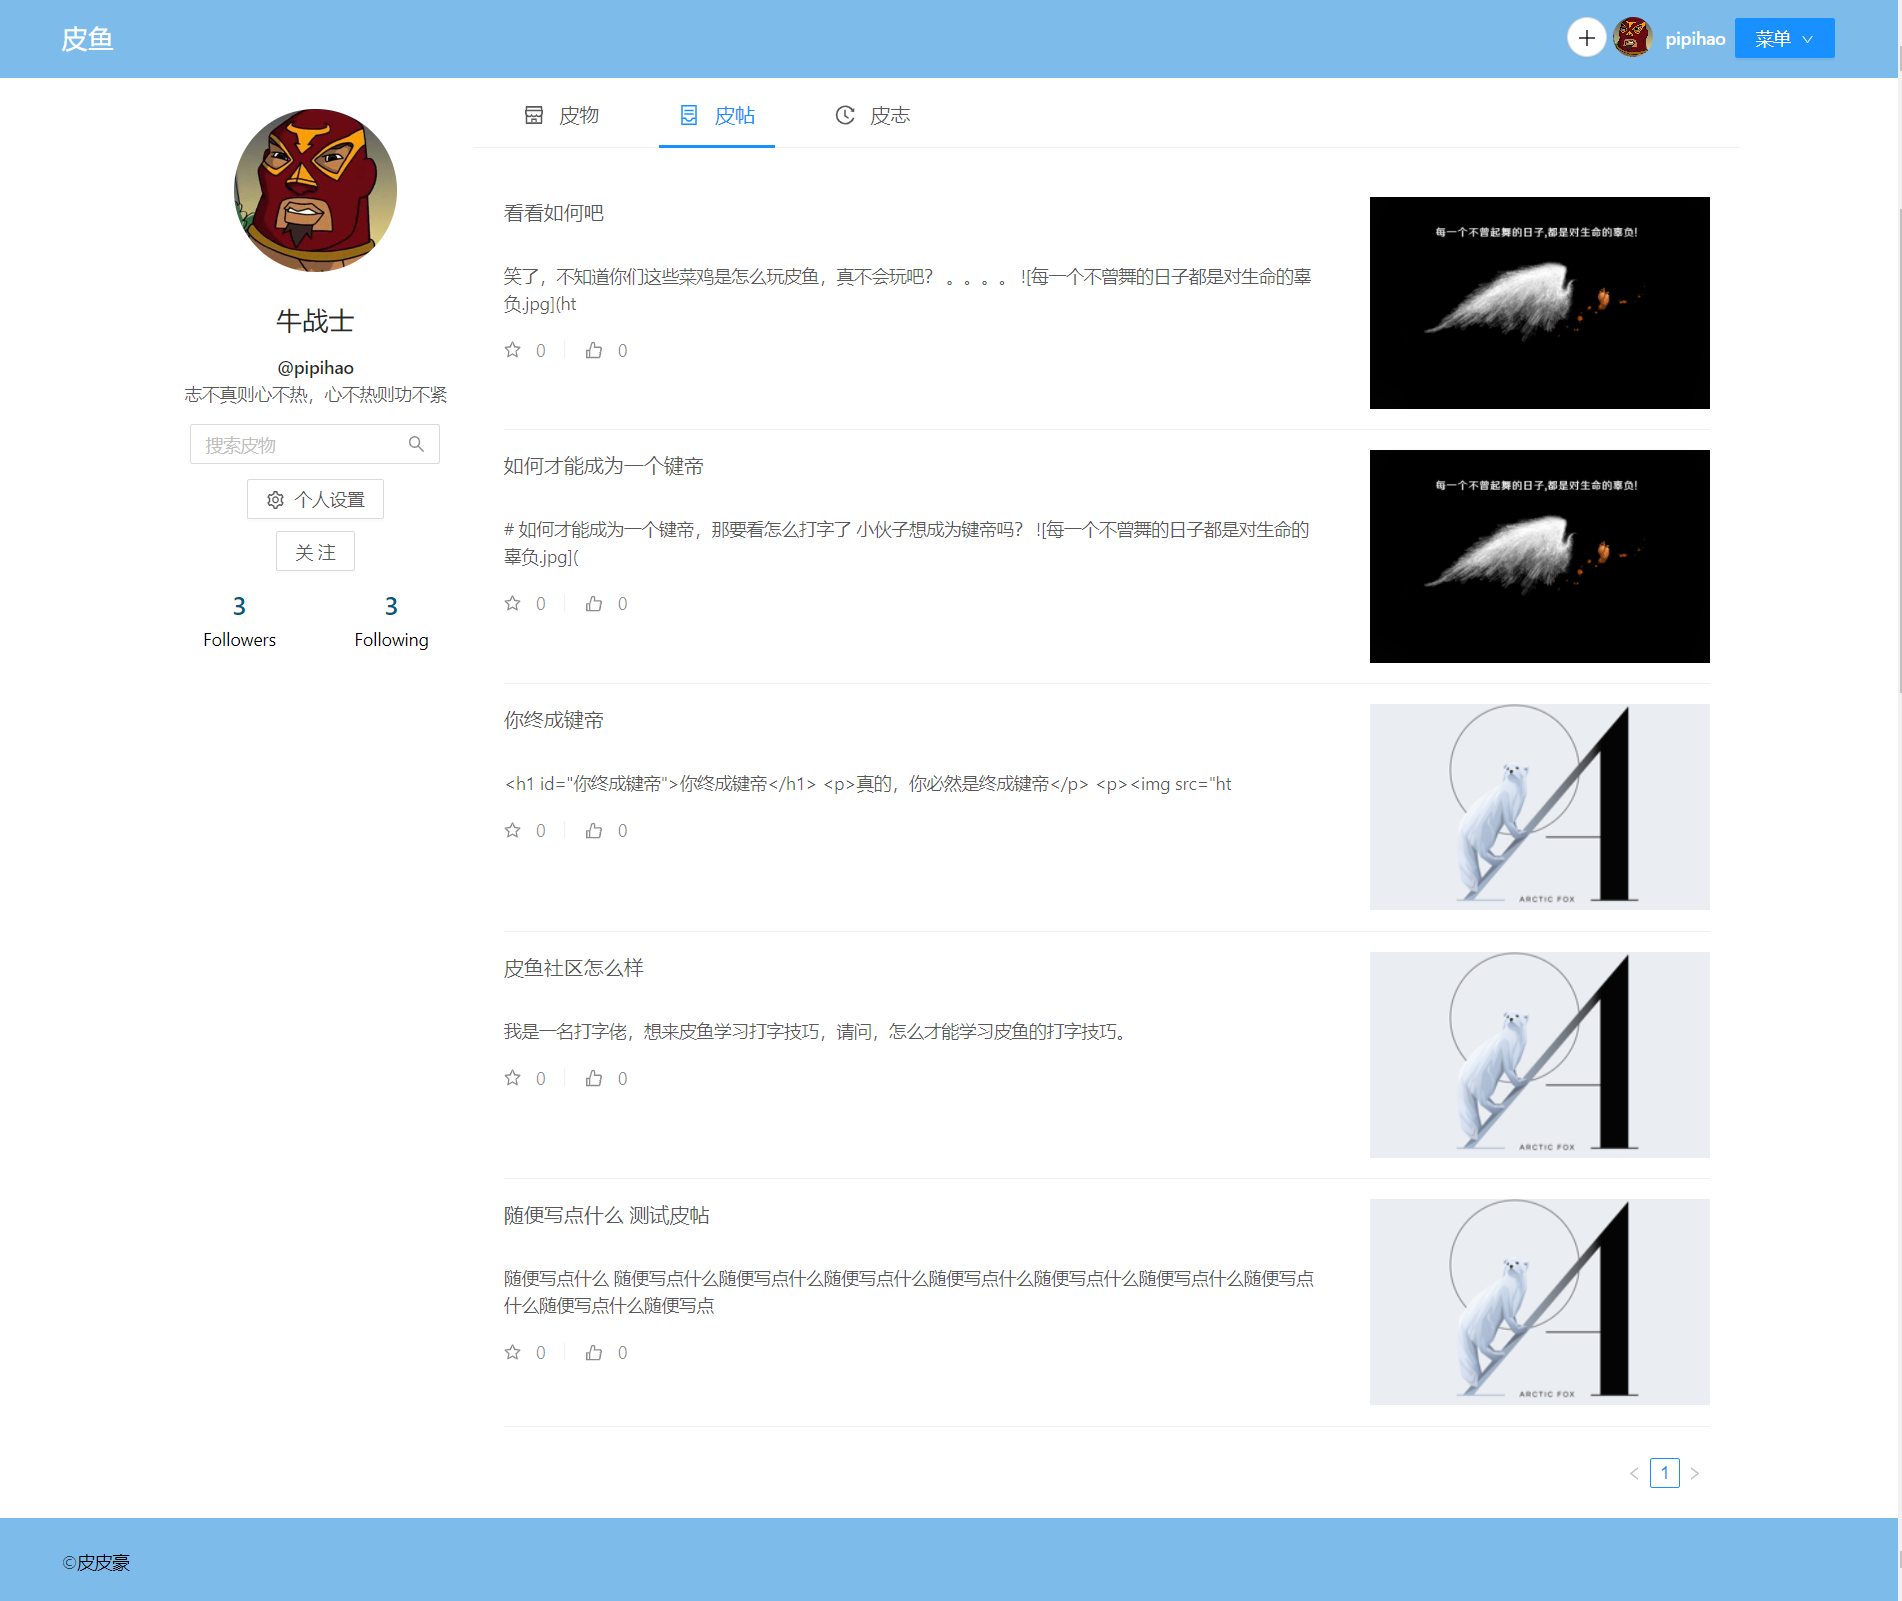 皮鱼
pipihao
菜单
牛战士
@pipihao
志不真则心不热，心不热则功不紧
搜索皮物
个人设置
关 注
3
3
Followers
Following
皮物
皮帖
皮志
看看如何吧
笑了，不知道你们这些菜鸡是怎么玩皮鱼，真不会玩吧？ 。。。。 ![每一个不曾舞的日子都是对生命的辜
负.jpg](ht
0
0
每一个不曾起舞的日子,都是对生命的辜负!
如何才能成为一个键帝
# 如何才能成为一个键帝，那要看怎么打字了 小伙子想成为键帝吗？ ![每一个不曾舞的日子都是对生命的
辜负.jpg](
0
0
每一个不曾起舞的日子,都是对生命的辜负!
你终成键帝
<h1 id="你终成键帝">你终成键帝</h1> <p>真的，你必然是终成键帝</p> <p><img src="ht
0
0
ARCTIC FOX
皮鱼社区怎么样
我是一名打字佬，想来皮鱼学习打字技巧，请问，怎么才能学习皮鱼的打字技巧。
0
0
ARCTIC FOX
随便写点什么 测试皮帖
随便写点什么 随便写点什么随便写点什么随便写点什么随便写点什么随便写点什么随便写点什么随便写点
什么随便写点什么随便写点
0
0
ARCTIC FOX
1
©皮皮豪